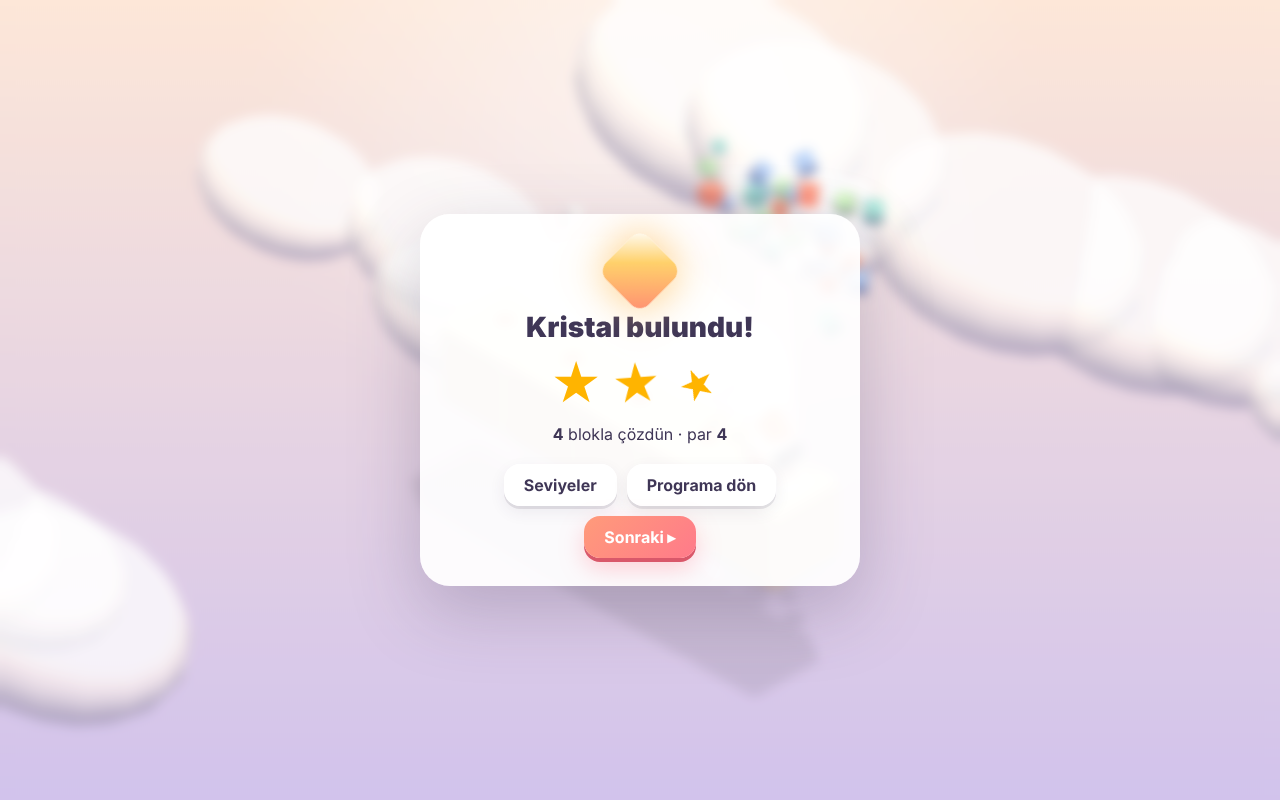 Kristal bulundu!
★ ★ ★
4 blokla çözdün · par 4
Seviyeler Programa dön
Sonraki ▸